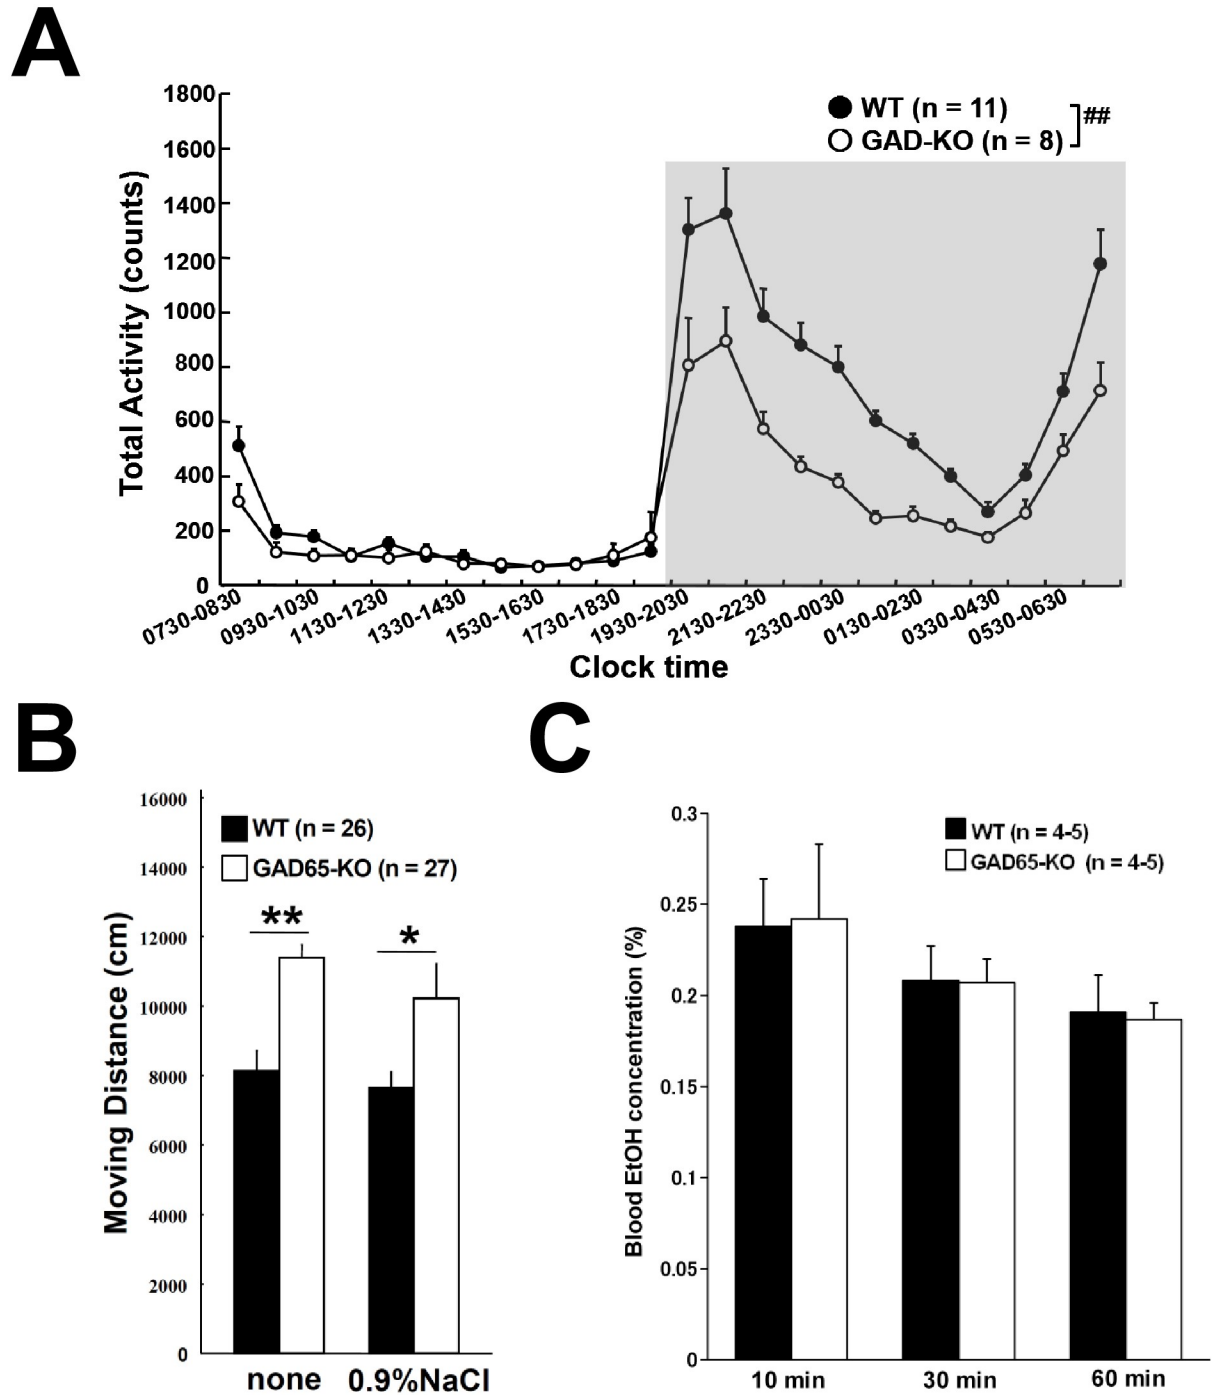 A
1800
1600
1400
1200
1000
800
600
400
200
0
Total Activity (counts)
WT (n = 11)
GAD-KO (n = 8)
##
0730-0830
0930-1030
1130-1230
1330-1430
1530-1630
1730-1830
1930-2030
2130-2230
2330-0030
0130-0230
0330-0430
0530-0630
Clock time
B
16000
14000
12000
10000
8000
6000
4000
2000
0
Moving Distance (cm)
WT (n = 26)
GAD65-KO (n = 27)
**
*
none
0.9%NaCl
C
0.3
0.25
0.2
0.15
0.1
0.05
0
Blood EtOH concentration (%)
WT (n = 4-5)
GAD65-KO (n = 4-5)
10 min
30 min
60 min